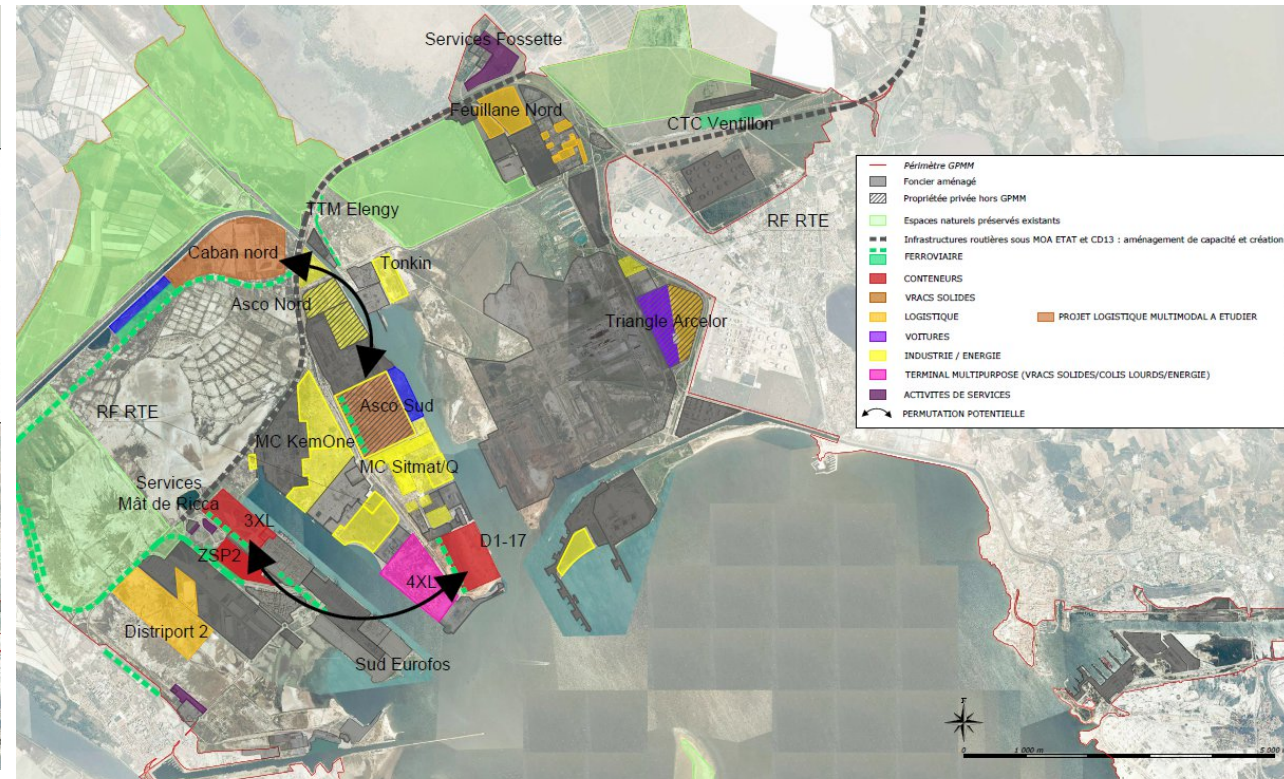 Services Fossette
Feuillane Nord
CTC Ventillon
TTM Elengy
RF RTE
Caban nord
Tonkin
Asco Nord
Triangle Arcelor
RF RTE
Asco Sud
MC KemOne
MC Sitmat/Q
Services
Mât de Ricca
3XL
D1-17
ZSP2
4XL
Distriport 2
Sud Eurofos
Périmètre GPMM
Foncier aménagé
Propriétée privée hors GPMM
Espaces naturels préservés existants
Infrastructures routières sous MOA ETAT et CD13 : aménagement de capacité et création
FERROVIAIRE
CONTENEURS
VRACS SOLIDES
LOGISTIQUE
PROJET LOGISTIQUE MULTIMODAL A ETUDIER
VOITURES
INDUSTRIE / ENERGIE
TERMINAL MULTIPURPOSE (VRACS SOLIDES/COLIS LOURDS/ENERGIE)
ACTIVITES DE SERVICES
PERMUTATION POTENTIELLE
0 1 000 m 5 000